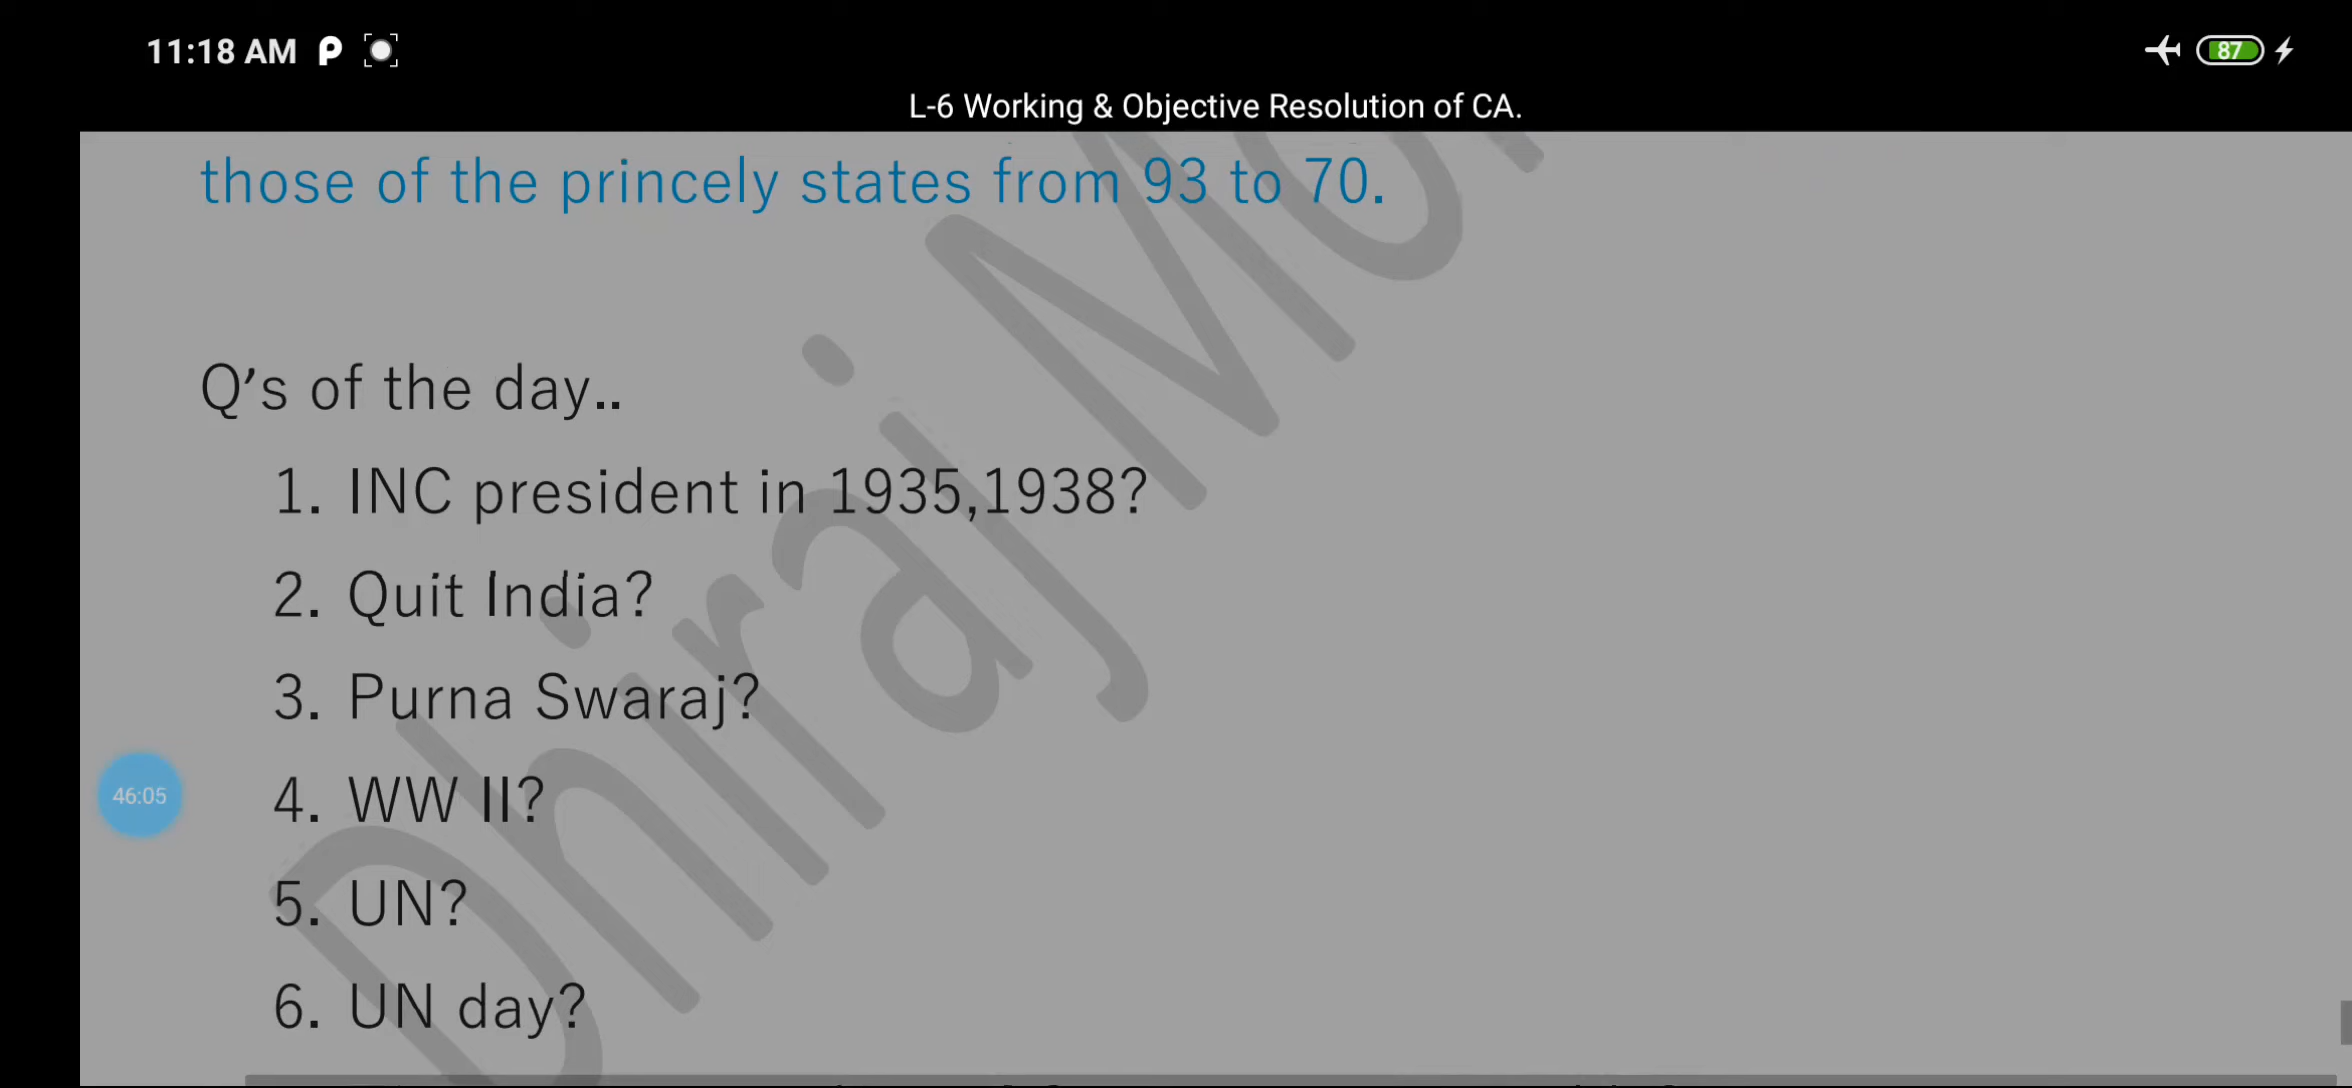 11:18 AM
87
L-6 Working & Objective Resolution of CA.
those of the princely states from 93 to 70.
Q's of the day..
1. INC president in 1935,1938?
2. Quit India?
3. Purna Swaraj?
4. WW II?
46:05
5. UN?
6. UN day?